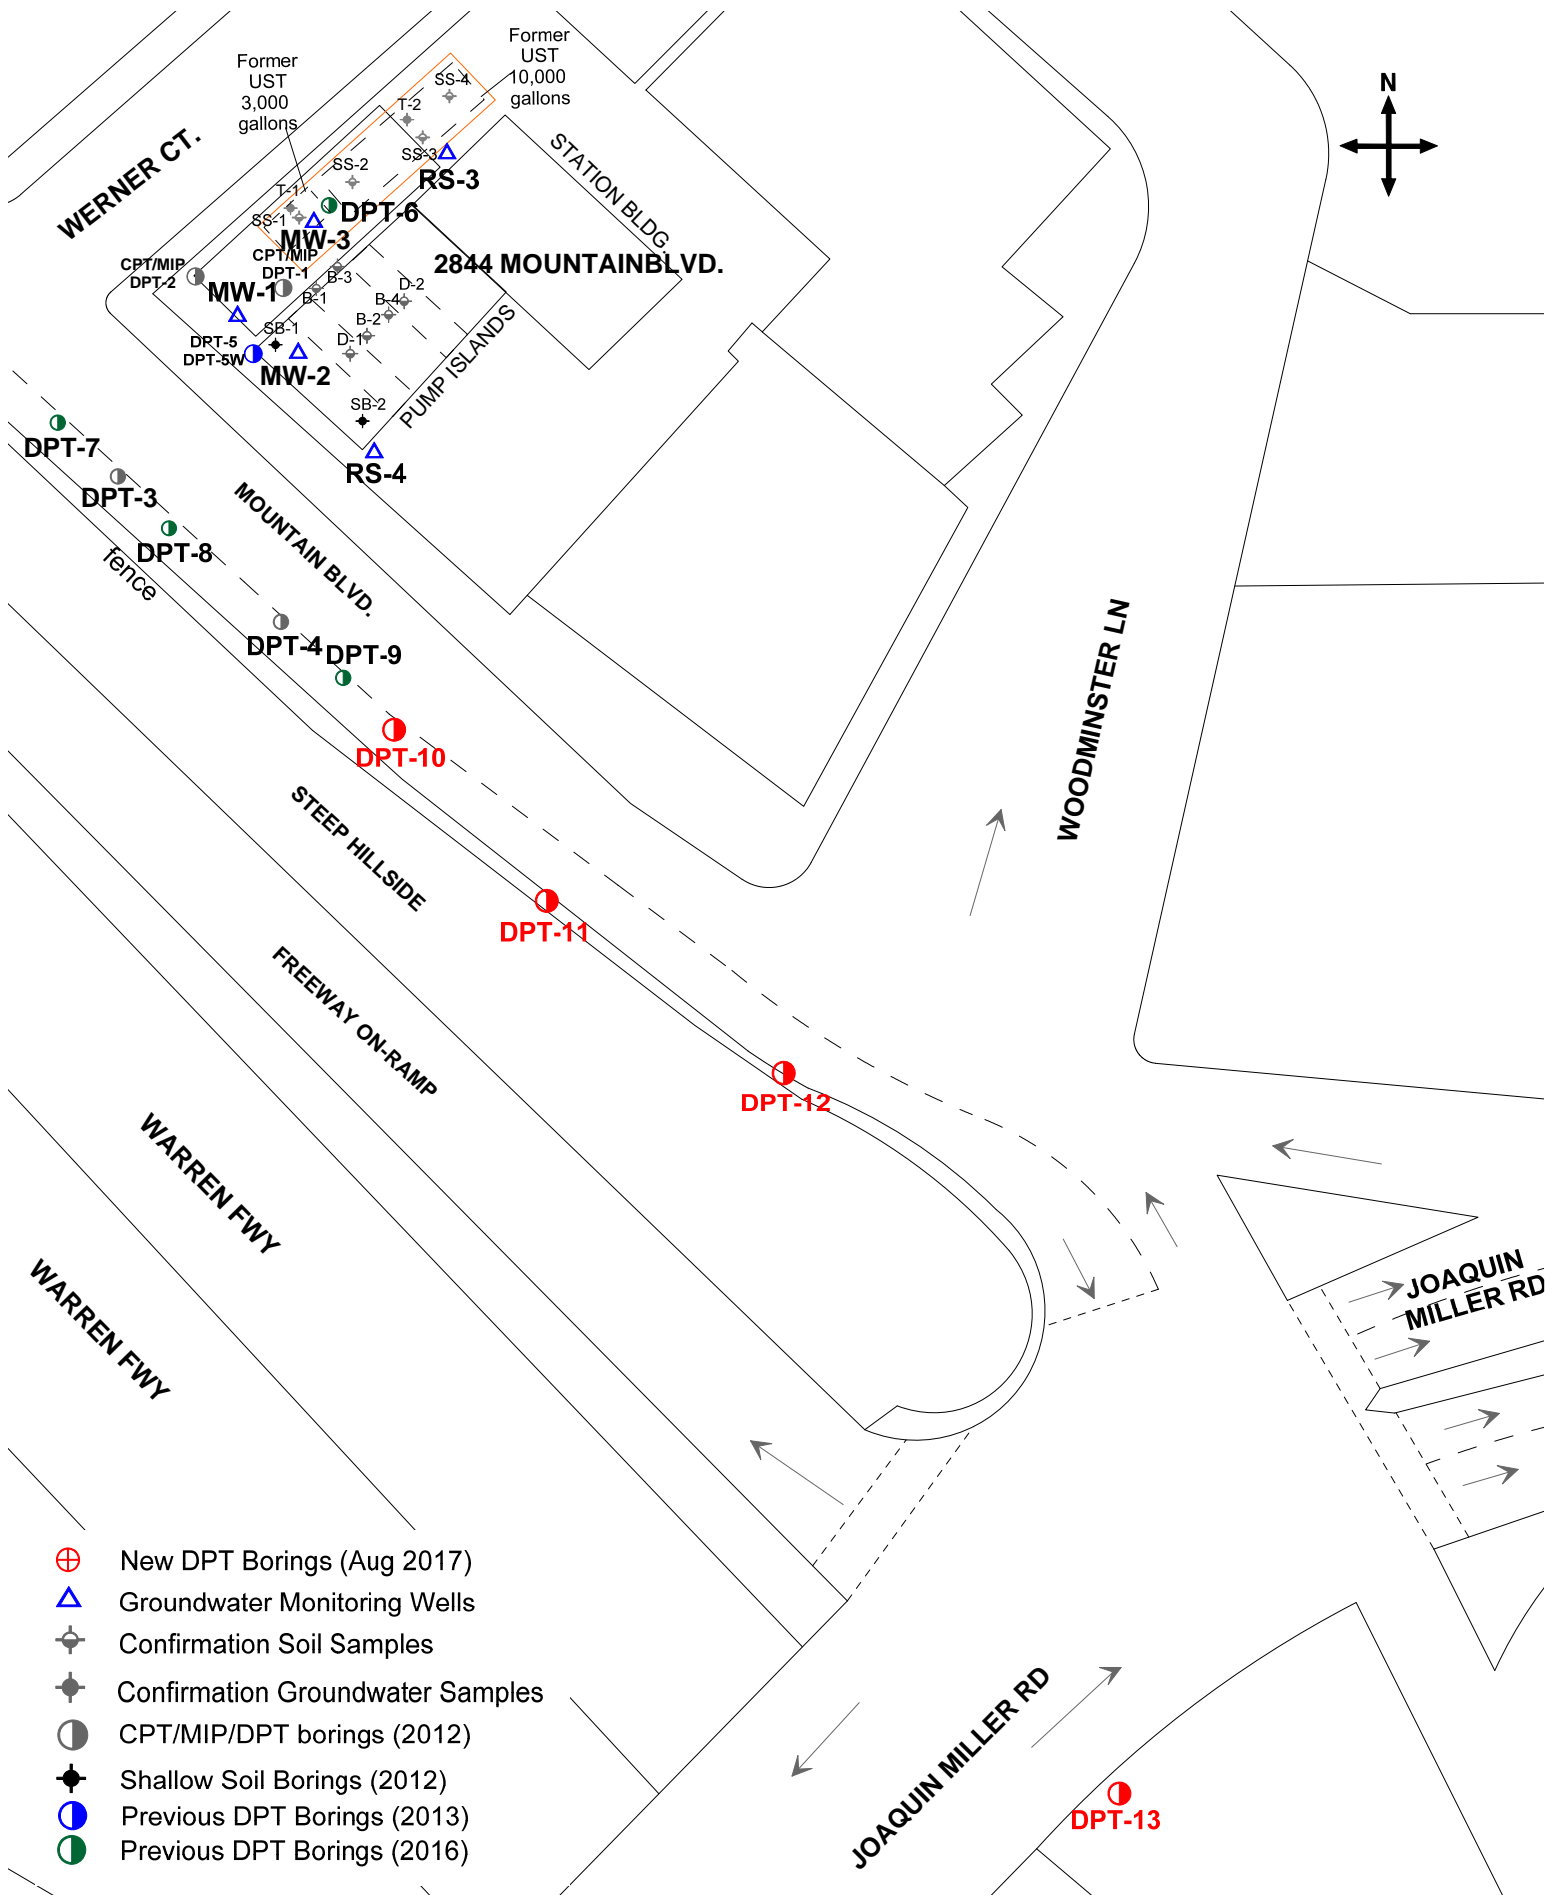 Former
UST
10,000
gallons
Former
UST
3,000
gallons
N
SS-4
T-2
SS-3
RS-3
SS-2
STATION BLDG.
WERNER CT.
T-1
SS-1
DPT-6
MW-3
CPT/MIP
DPT-1
CPT/MIP
DPT-2
2844 MOUNTAINBLVD.
MW-1
B-3
B-1
D-2
B-4
B-2
D-1
SB-1
DPT-5
DPT-5W
MW-2
PUMP ISLANDS
SB-2
RS-4
DPT-7
DPT-3
DPT-8
fence
MOUNTAIN BLVD.
DPT-4
DPT-9
WOODMINSTER LN
DPT-10
STEEP HILLSIDE
DPT-11
FREEWAY ON-RAMP
DPT-12
WARREN FWY
WARREN FWY
JOAQUIN
MILLER RD
JOAQUIN MILLER RD
DPT-13
New DPT Borings (Aug 2017)
Groundwater Monitoring Wells
Confirmation Soil Samples
Confirmation Groundwater Samples
CPT/MIP/DPT borings (2012)
Shallow Soil Borings (2012)
Previous DPT Borings (2013)
Previous DPT Borings (2016)